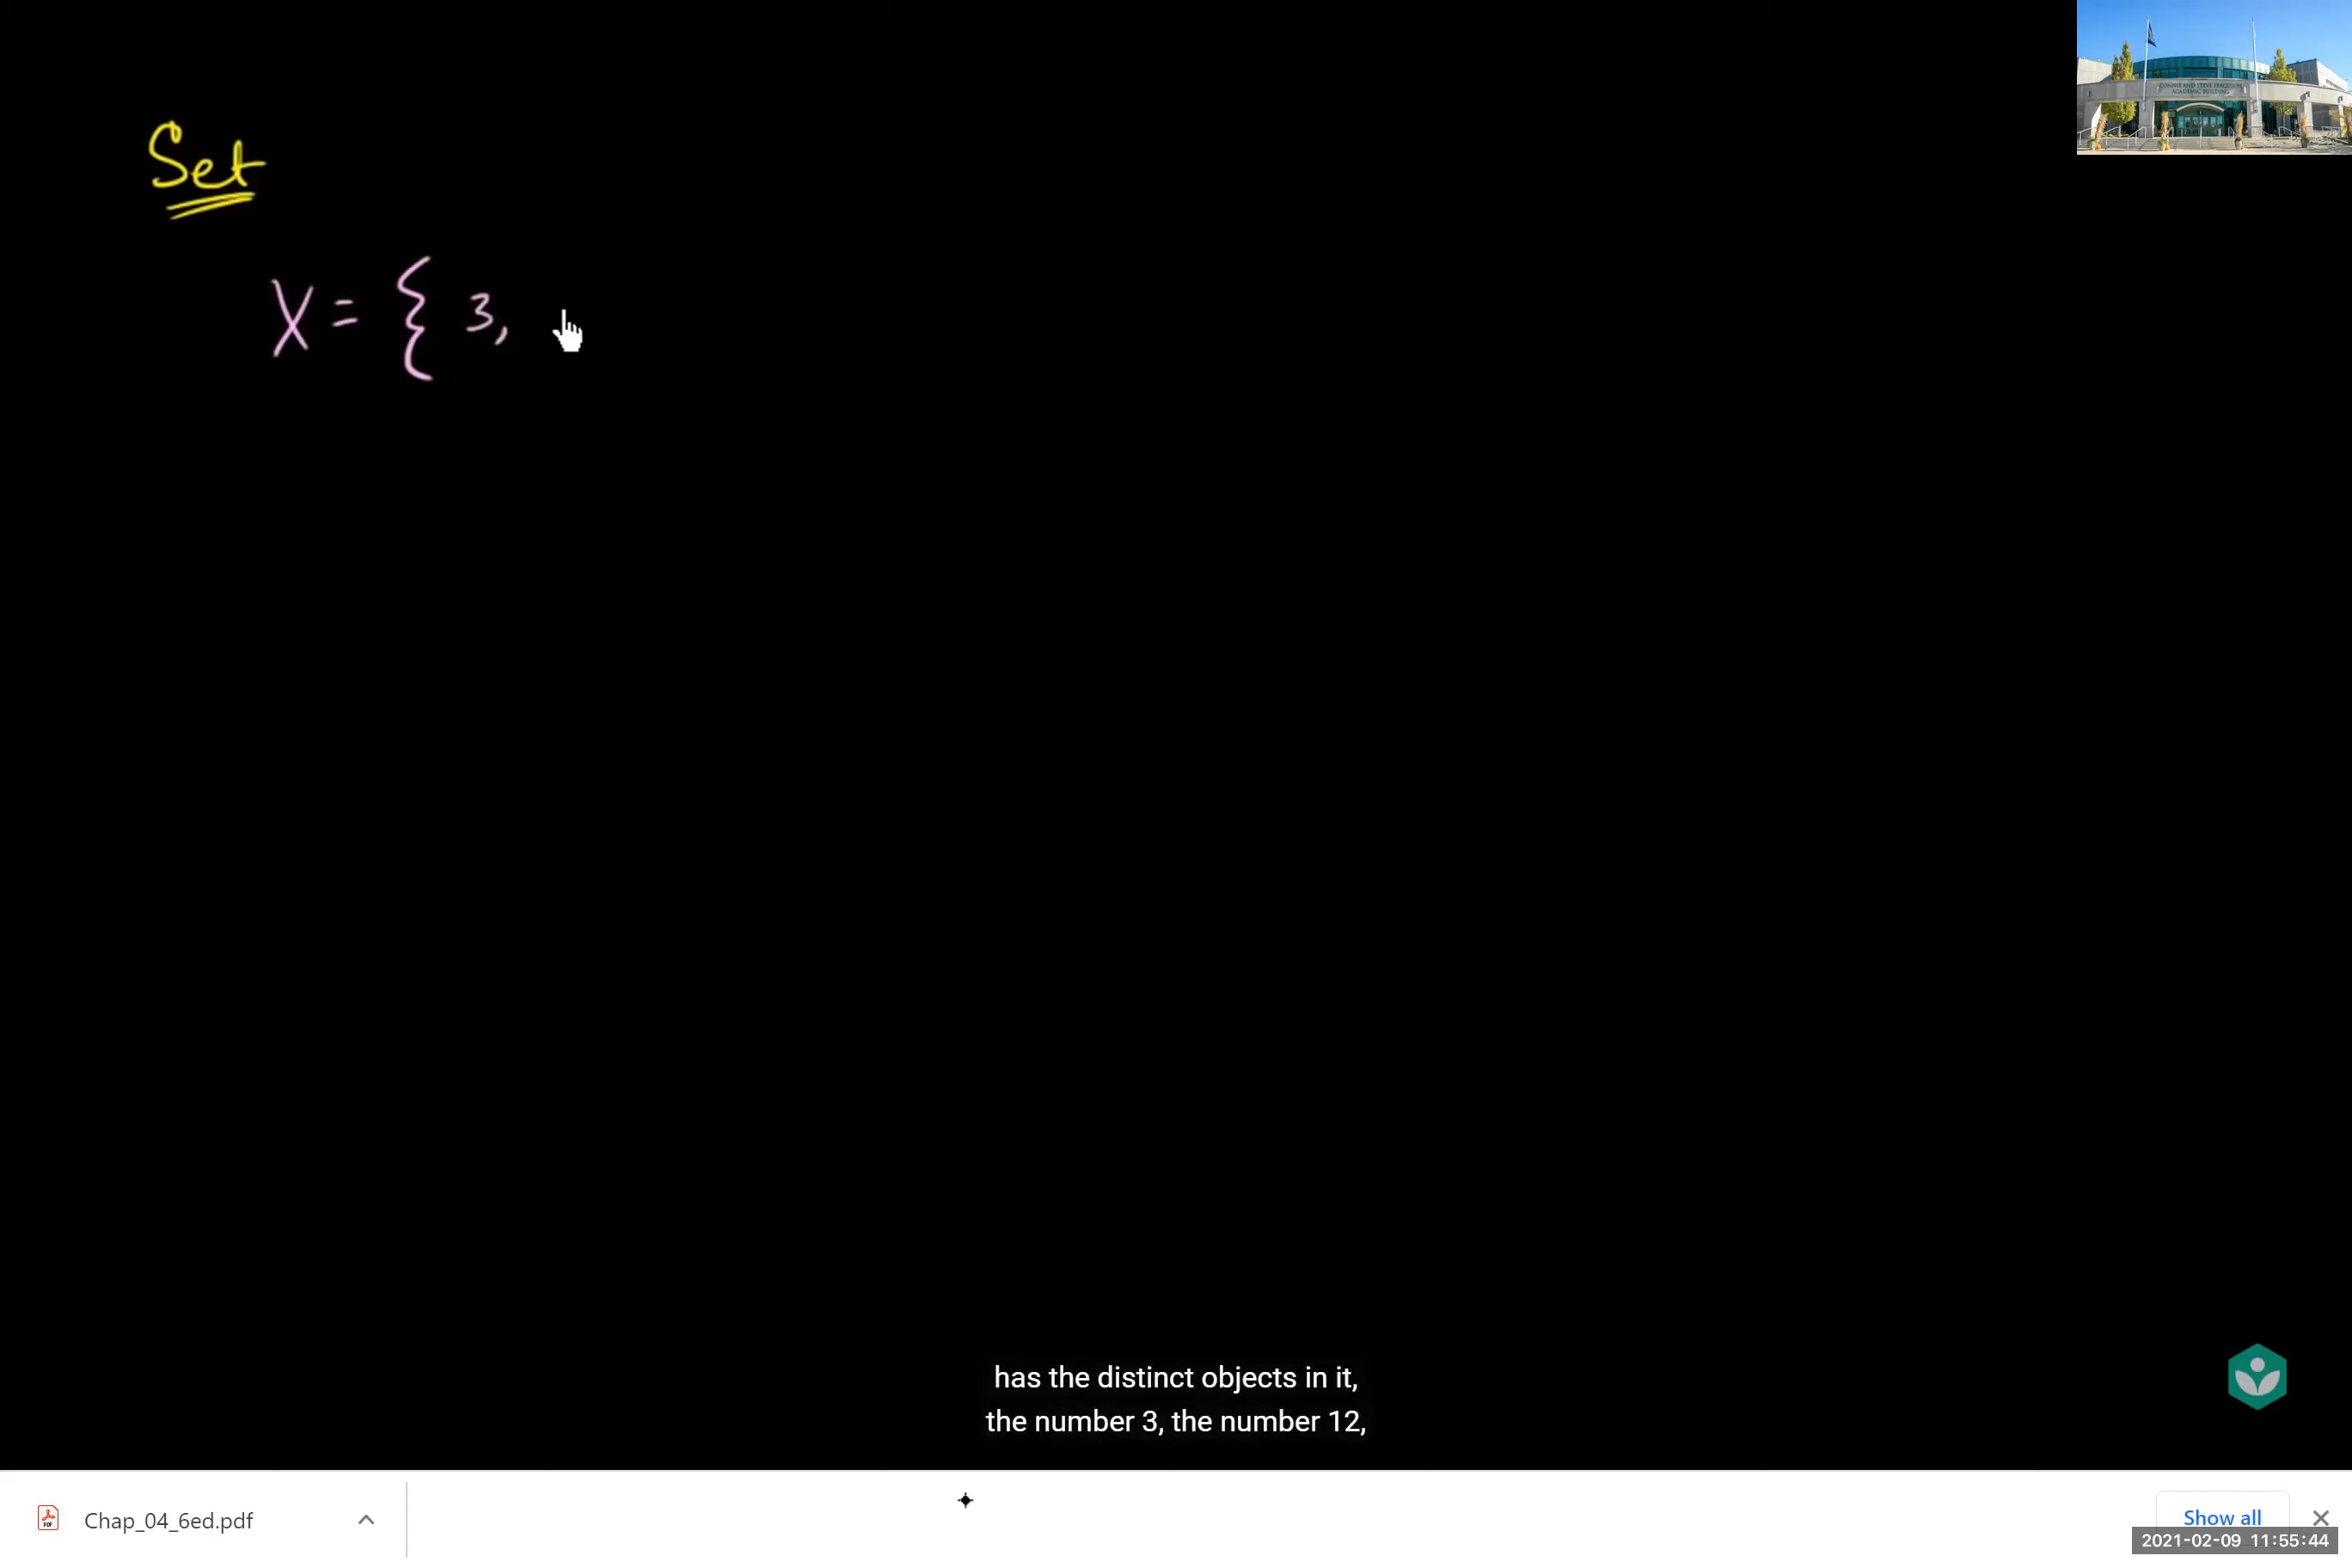 Set
X = { 3,
has the distinct objects in it,
the number 3, the number 12,
Chap_04_6ed.pdf
Show all
2021-02-09 11:55:44